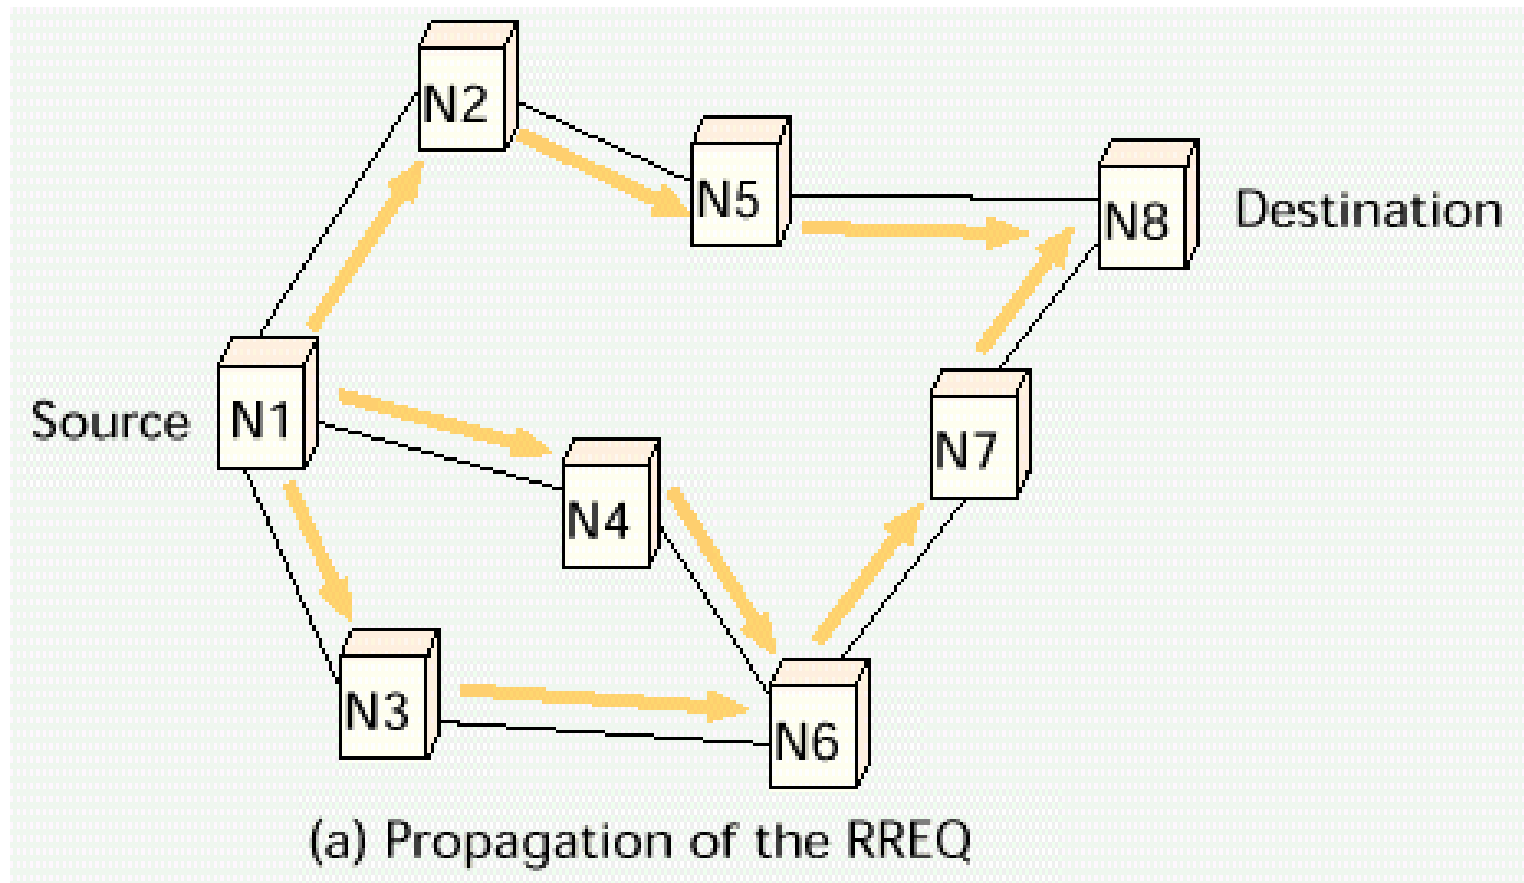 N2
N5
N8
Destination
Source
N1
N4
N7
N3
N6
(a) Propagation of the RREQ